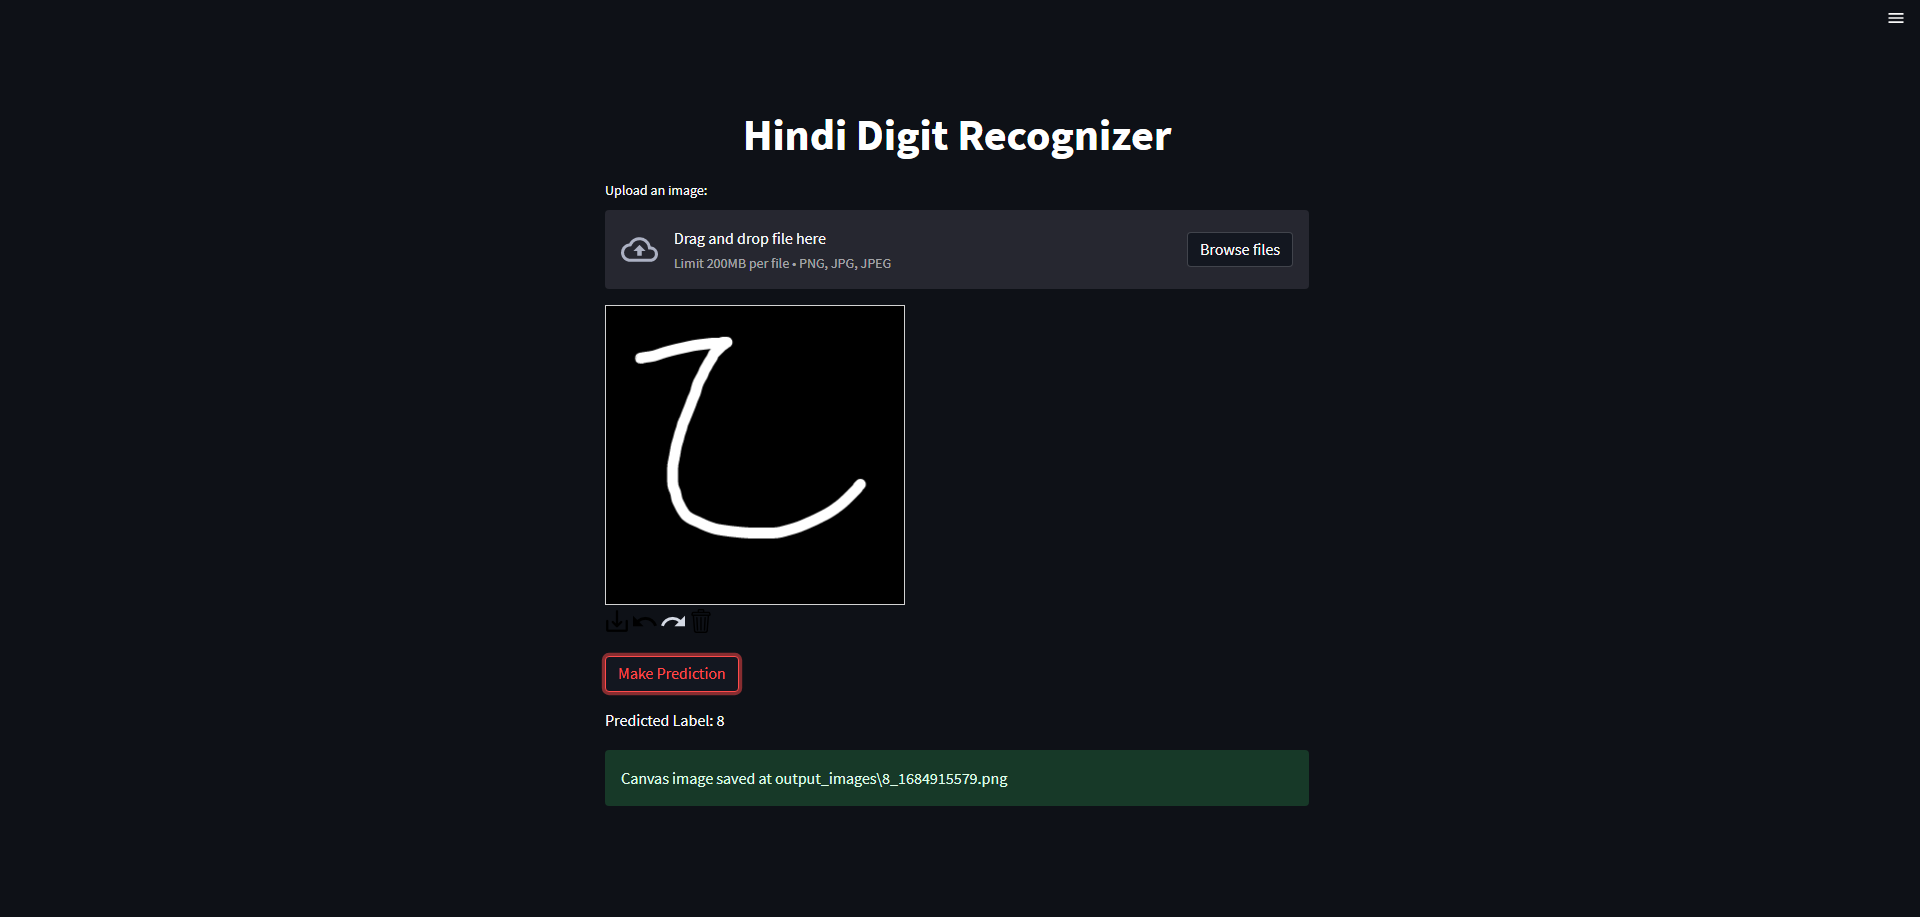 Hindi Digit Recognizer
Upload an image:
Drag and drop file here
Limit 200MB per file • PNG, JPG, JPEG
Browse files
८
Make Prediction
Predicted Label: 8
Canvas image saved at output_images\8_1684915579.png